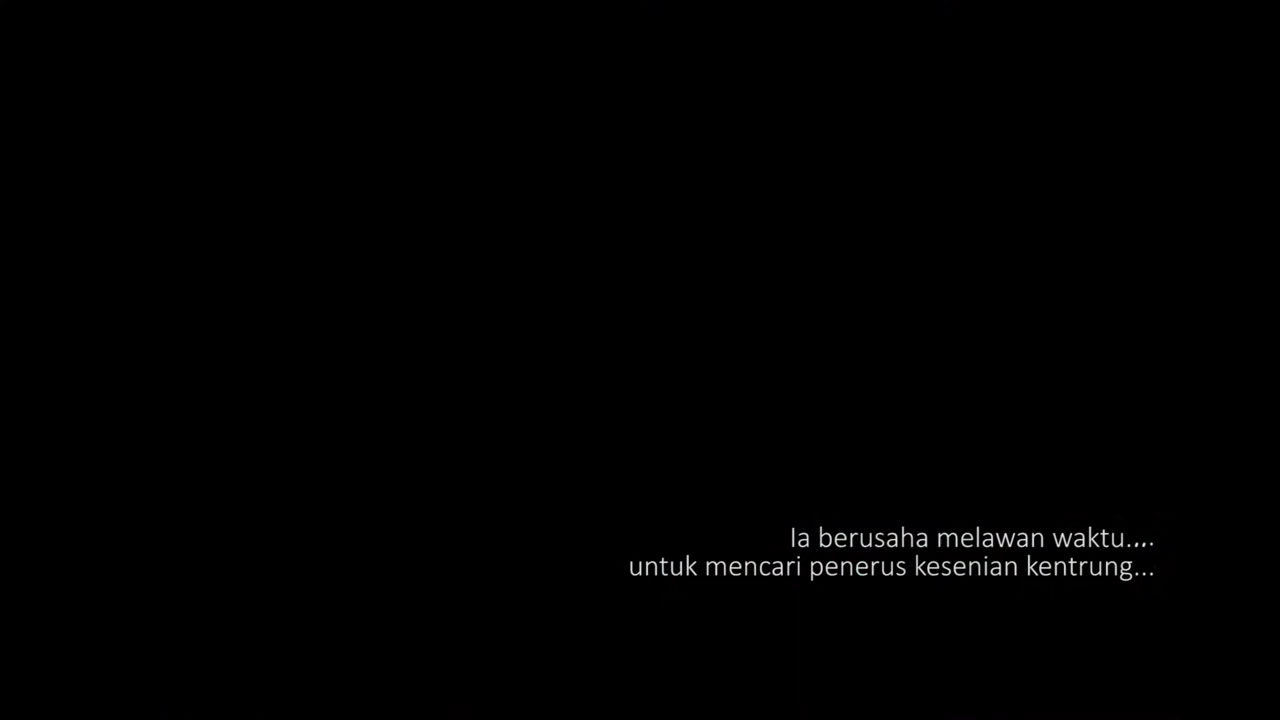 Ia berusaha melawan waktu....
untuk mencari penerus kesenian kentrung...